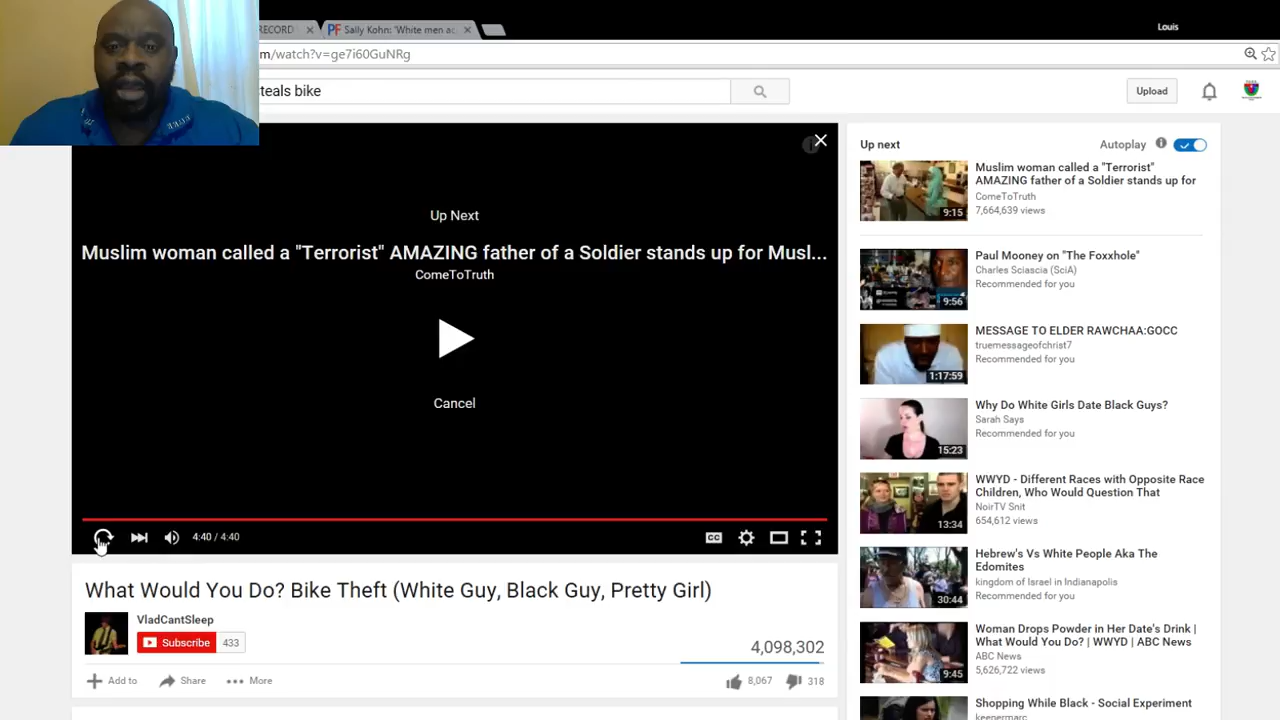 RECORD
PF Sally Kohn: 'White men ac
Louis
m/watch?v=ge7i60GuNRg
teals bike
Upload
Up Next
Muslim woman called a "Terrorist" AMAZING father of a Soldier stands up for Musl...
ComeToTruth
Cancel
4:40 / 4:40
CC
What Would You Do? Bike Theft (White Guy, Black Guy, Pretty Girl)
VladCantSleep
Subscribe 433
4,098,302
Add to Share More
8,067 318
Up next Autoplay
Muslim woman called a "Terrorist"
AMAZING father of a Soldier stands up for
ComeToTruth
7,664,639 views
9:15
Paul Mooney on "The Foxxhole"
Charles Sciascia (SciA)
Recommended for you
9:56
MESSAGE TO ELDER RAWCHAA:GOCC
truemessageofchrist7
Recommended for you
1:17:59
Why Do White Girls Date Black Guys?
Sarah Says
Recommended for you
15:23
WWYD - Different Races with Opposite Race
Children, Who Would Question That
NoirTV Snit
654,612 views
13:34
Hebrew's Vs White People Aka The
Edomites
kingdom of Israel in Indianapolis
Recommended for you
30:44
Woman Drops Powder in Her Date's Drink |
What Would You Do? | WWYD | ABC News
ABC News
5,626,722 views
9:45
Shopping While Black - Social Experiment
keenermarc